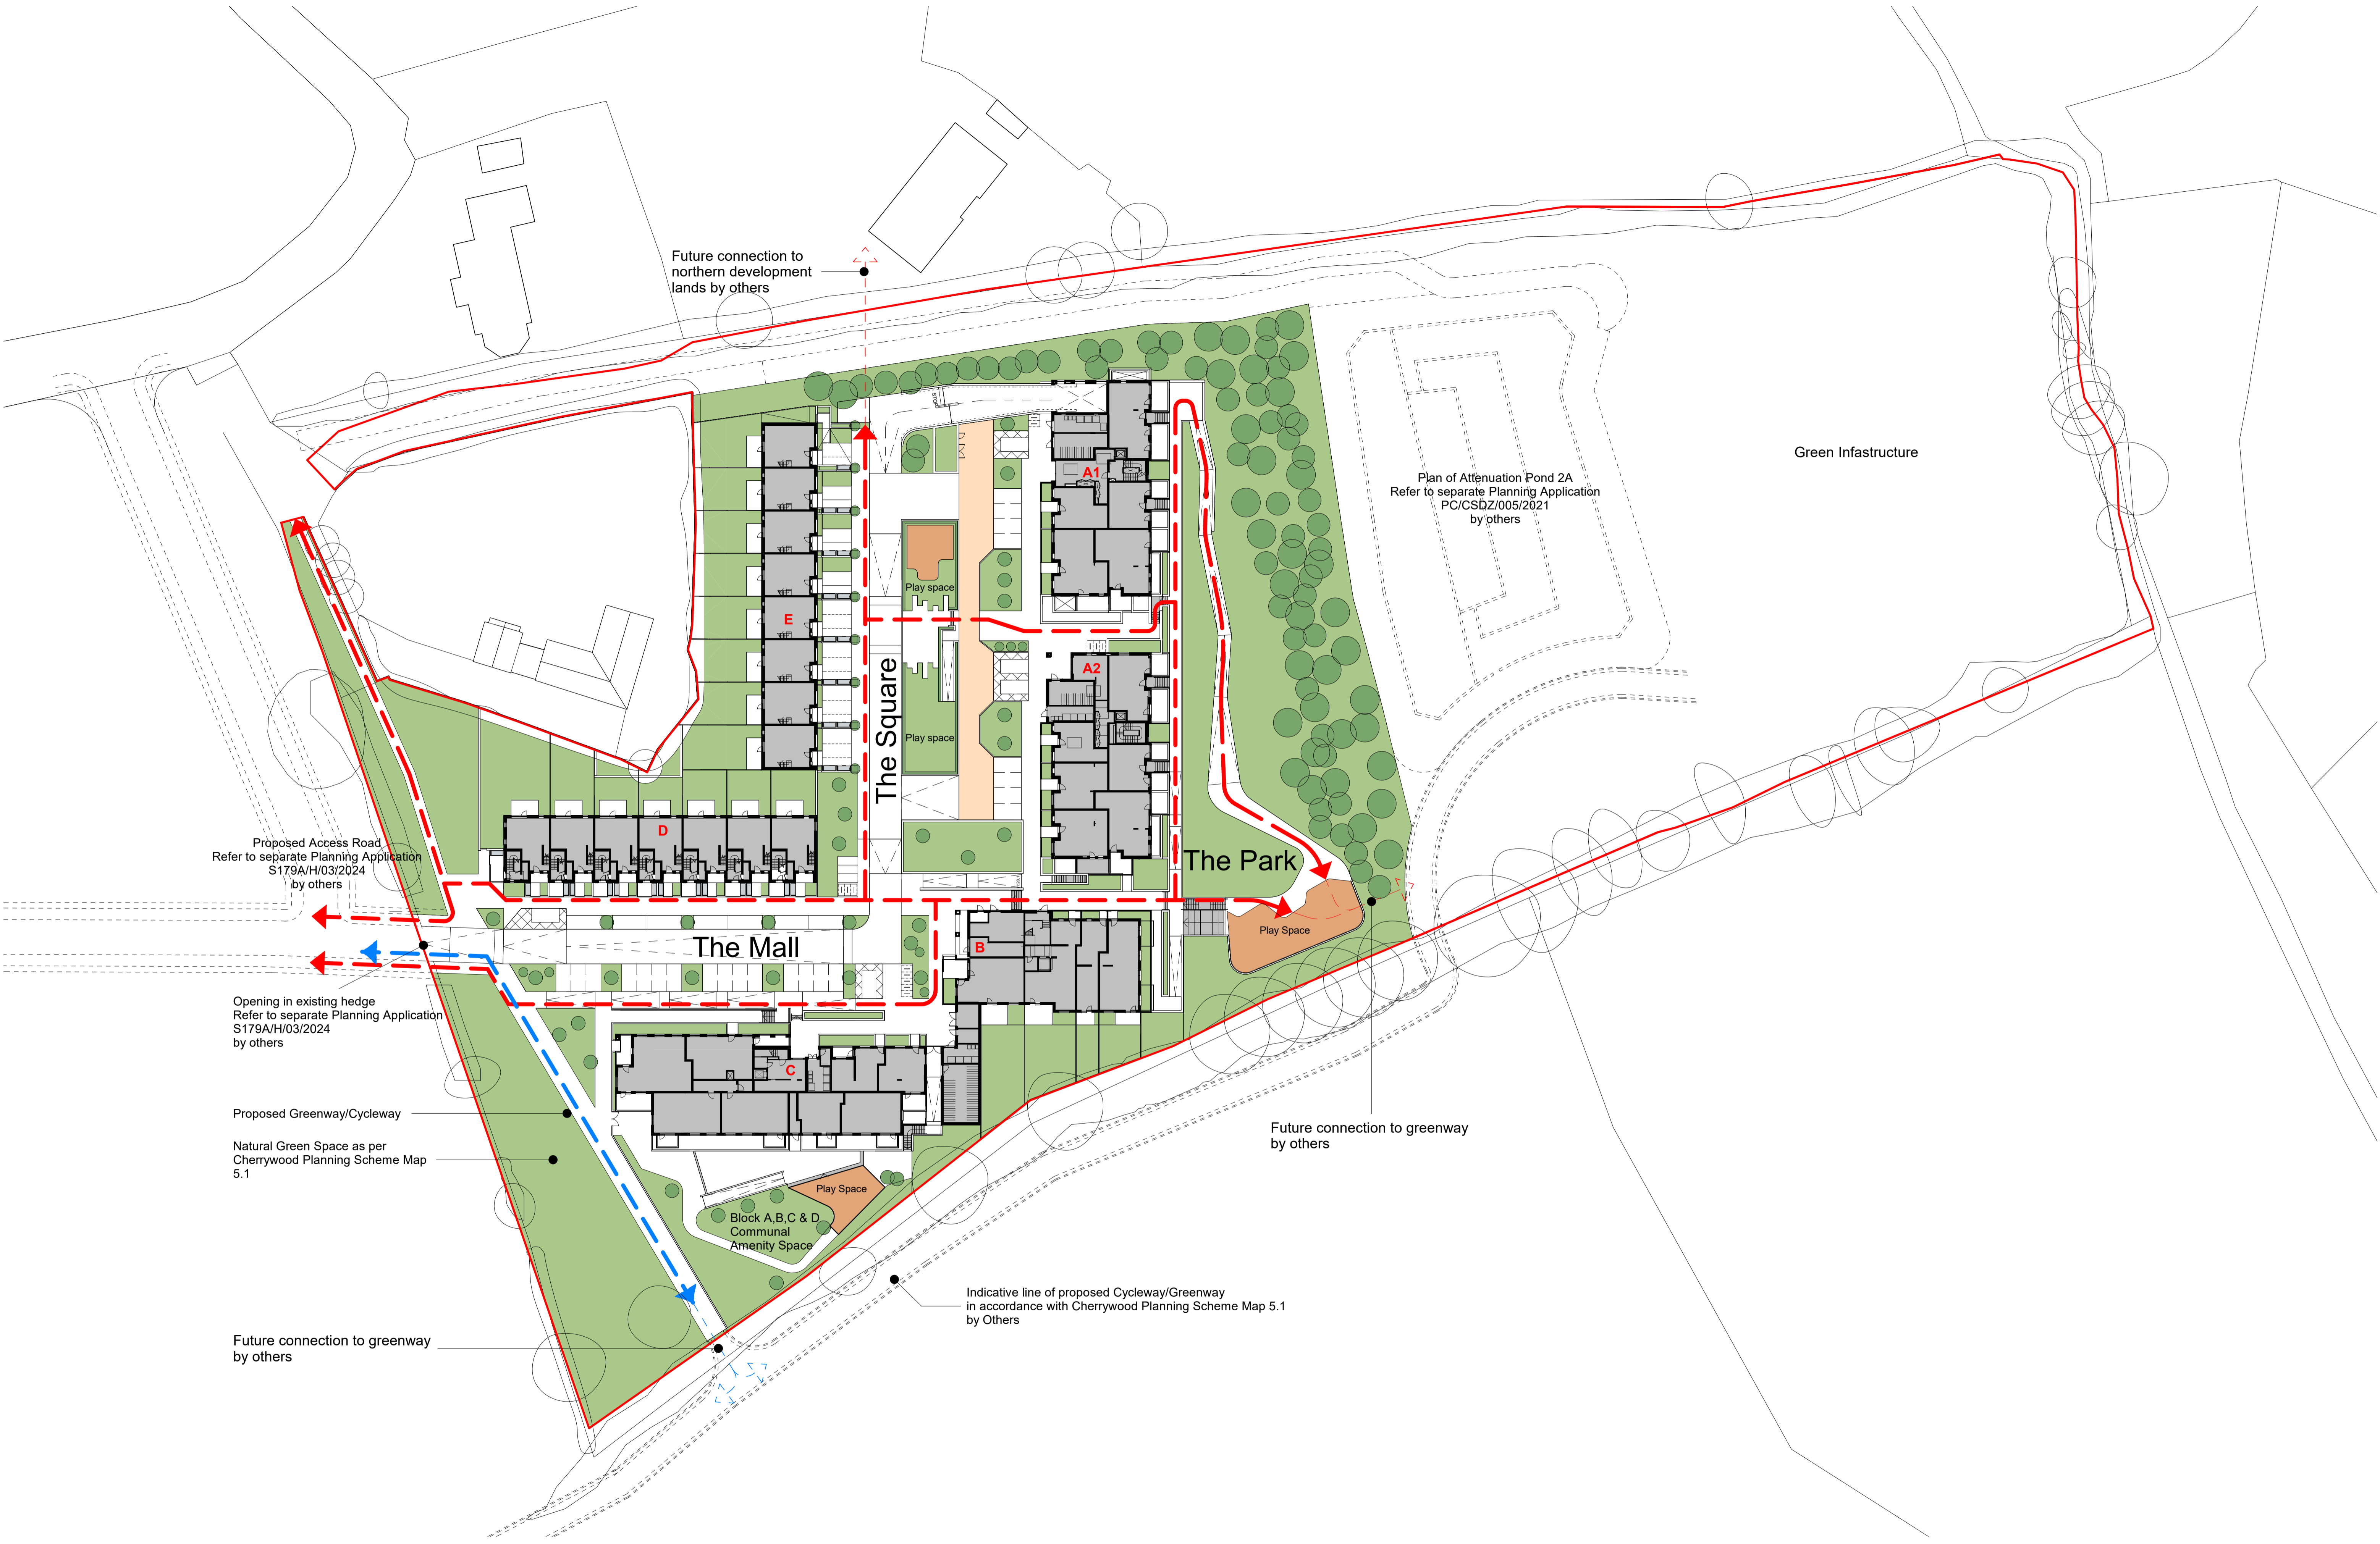 Future connection to
northern development
lands by others
STOP
A1
Green Infastructure
Plan of Attenuation Pond 2A
Refer to separate Planning Application
PC/CSDZ/005/2021
by others
Play space
E
A2
The Square
Play space
D
Proposed Access Road
Refer to separate Planning Application
S179A/H/03/2024
by others
The Park
The Mall
B
Play Space
Opening in existing hedge
Refer to separate Planning Application
S179A/H/03/2024
by others
C
Proposed Greenway/Cycleway
Future connection to greenway
by others
Natural Green Space as per
Cherrywood Planning Scheme Map
5.1
Play Space
Block A,B,C & D
Communal
Amenity Space
Indicative line of proposed Cycleway/Greenway
in accordance with Cherrywood Planning Scheme Map 5.1
by Others
Future connection to greenway
by others